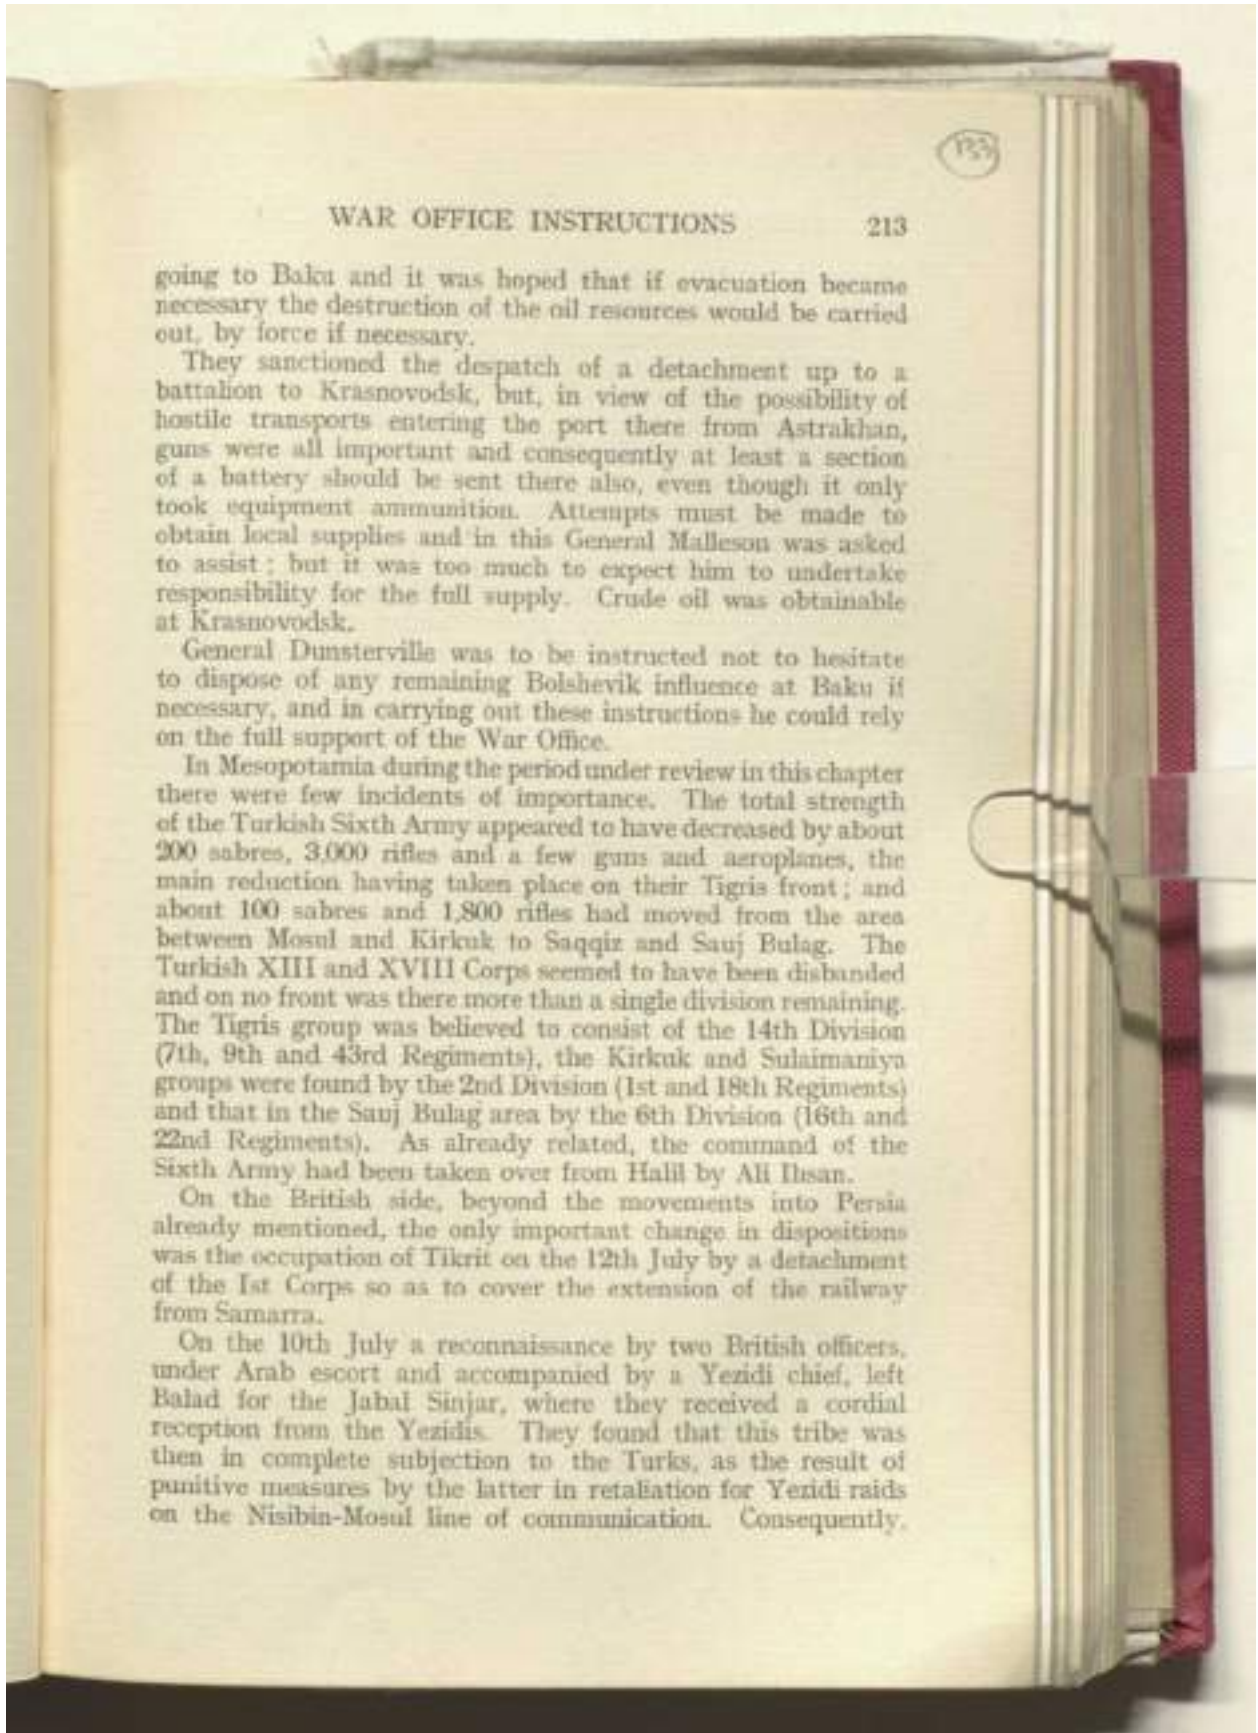 133
WAR OFFICE INSTRUCTIONS 213
going to Baku and it was hoped that if evacuation became
necessary the destruction of the oil resources would be carried
out, by force if necessary.
They sanctioned the despatch of a detachment up to a
battalion to Krasnovodsk, but, in view of the possibility of
hostile transports entering the port there from Astrakhan,
guns were all important and consequently at least a section
of a battery should be sent there also, even though it only
took equipment ammunition. Attempts must be made to
obtain local supplies and in this General Malleson was asked
to assist; but it was too much to expect him to undertake
responsibility for the full supply. Crude oil was obtainable
at Krasnovodsk.
General Dunsterville was to be instructed not to hesitate
to dispose of any remaining Bolshevik influence at Baku if
necessary, and in carrying out these instructions he could rely
on the full support of the War Office.
In Mesopotamia during the period under review in this chapter
there were few incidents of importance. The total strength
of the Turkish Sixth Army appeared to have decreased by about
200 sabres, 3,000 rifles and a few guns and aeroplanes, the
main reduction having taken place on their Tigris front; and
about 100 sabres and 1,800 rifles had moved from the area
between Mosul and Kirkuk to Saqqiz and Sauj Bulag. The
Turkish XIII and XVIII Corps seemed to have been disbanded
and on no front was there more than a single division remaining.
The Tigris group was believed to consist of the 14th Division
(7th, 9th and 43rd Regiments), the Kirkuk and Sulaimaniya
groups were found by the 2nd Division (1st and 18th Regiments)
and that in the Sauj Bulag area by the 6th Division (16th and
22nd Regiments). As already related, the command of the
Sixth Army had been taken over from Halil by Ali Ihsan.
On the British side, beyond the movements into Persia
already mentioned, the only important change in dispositions
was the occupation of Tikrit on the 12th July by a detachment
of the Ist Corps so as to cover the extension of the railway
from Samarra.
On the 10th July a reconnaissance by two British officers,
under Arab escort and accompanied by a Yezidi chief, left
Balad for the Jabal Sinjar, where they received a cordial
reception from the Yezidis. They found that this tribe was
then in complete subjection to the Turks, as the result of
punitive measures by the latter in retaliation for Yezidi raids
on the Nisibin-Mosul line of communication. Consequently,